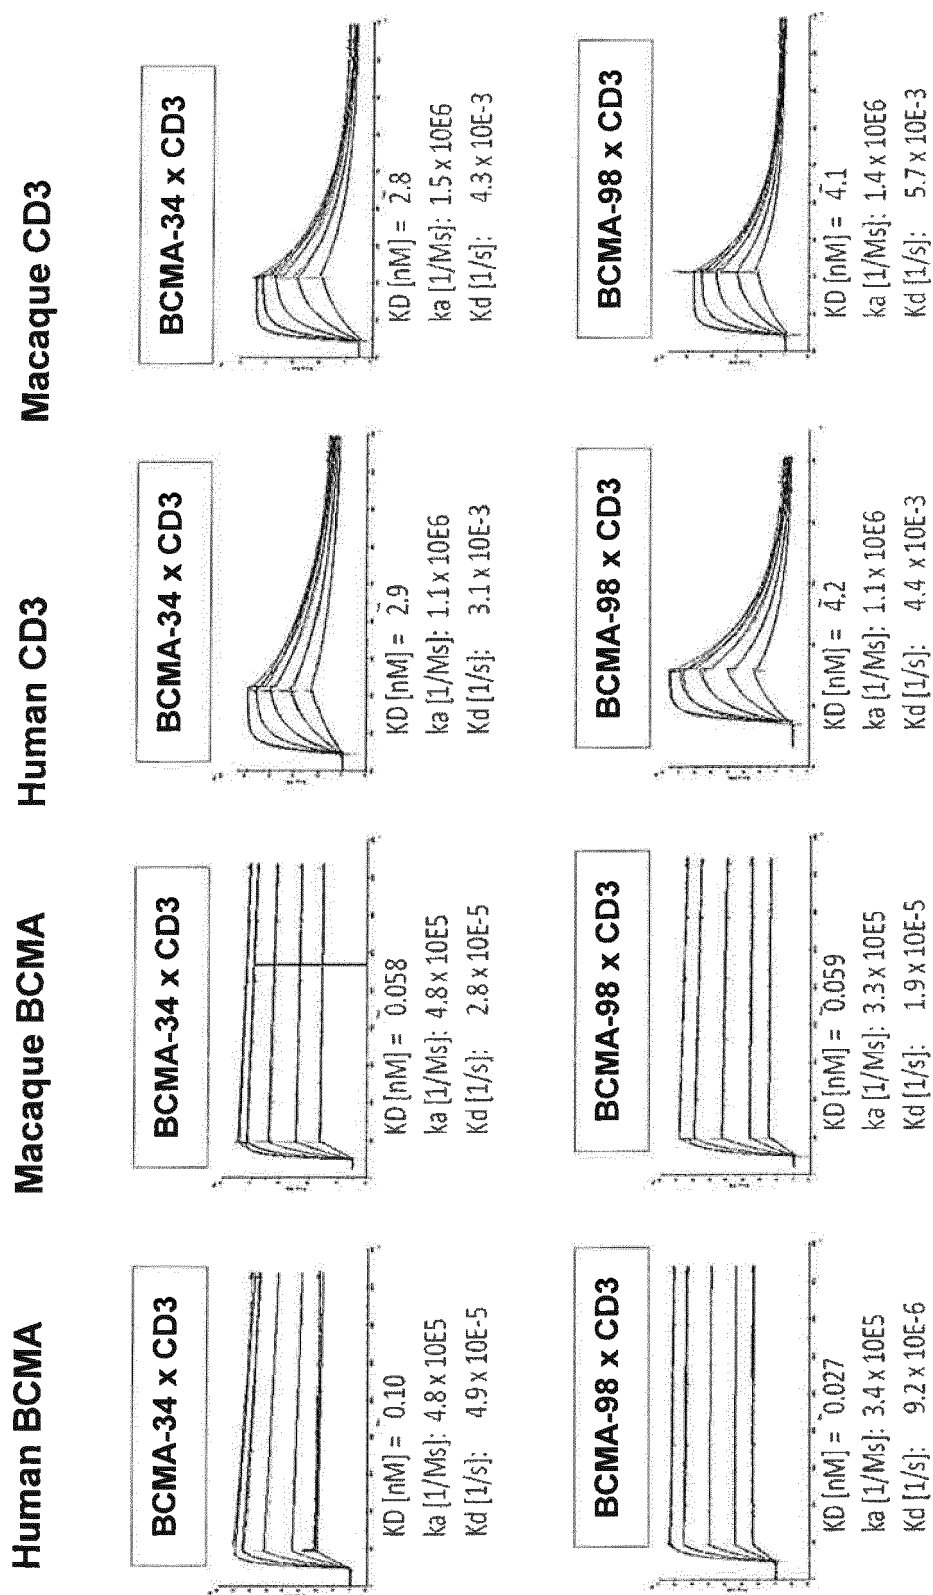 Human BCMA
Macaque BCMA
Human CD3
Macaque CD3
BCMA-34 x CD3
KD [nM] = 0.10
ka [1/Ms]: 4.8 x 10E5
Kd [1/s]: 4.9 x 10E-5
BCMA-34 x CD3
KD [nM] = 0.058
ka [1/Ms]: 4.8 x 10E5
Kd [1/s]: 2.8 x 10E-5
BCMA-34 x CD3
KD [nM] = 2.9
ka [1/Ms]: 1.1 x 10E6
Kd [1/s]: 3.1 x 10E-3
BCMA-34 x CD3
KD [nM] = 2.8
ka [1/Ms]: 1.5 x 10E6
Kd [1/s]: 4.3 x 10E-3
BCMA-98 x CD3
KD [nM] = 0.027
ka [1/Ms]: 3.4 x 10E5
Kd [1/s]: 9.2 x 10E-6
BCMA-98 x CD3
KD [nM] = 0.059
ka [1/Ms]: 3.3 x 10E5
Kd [1/s]: 1.9 x 10E-5
BCMA-98 x CD3
KD [nM] = 4.2
ka [1/Ms]: 1.1 x 10E6
Kd [1/s]: 4.4 x 10E-3
BCMA-98 x CD3
KD [nM] = 4.1
ka [1/Ms]: 1.4 x 10E6
Kd [1/s]: 5.7 x 10E-3